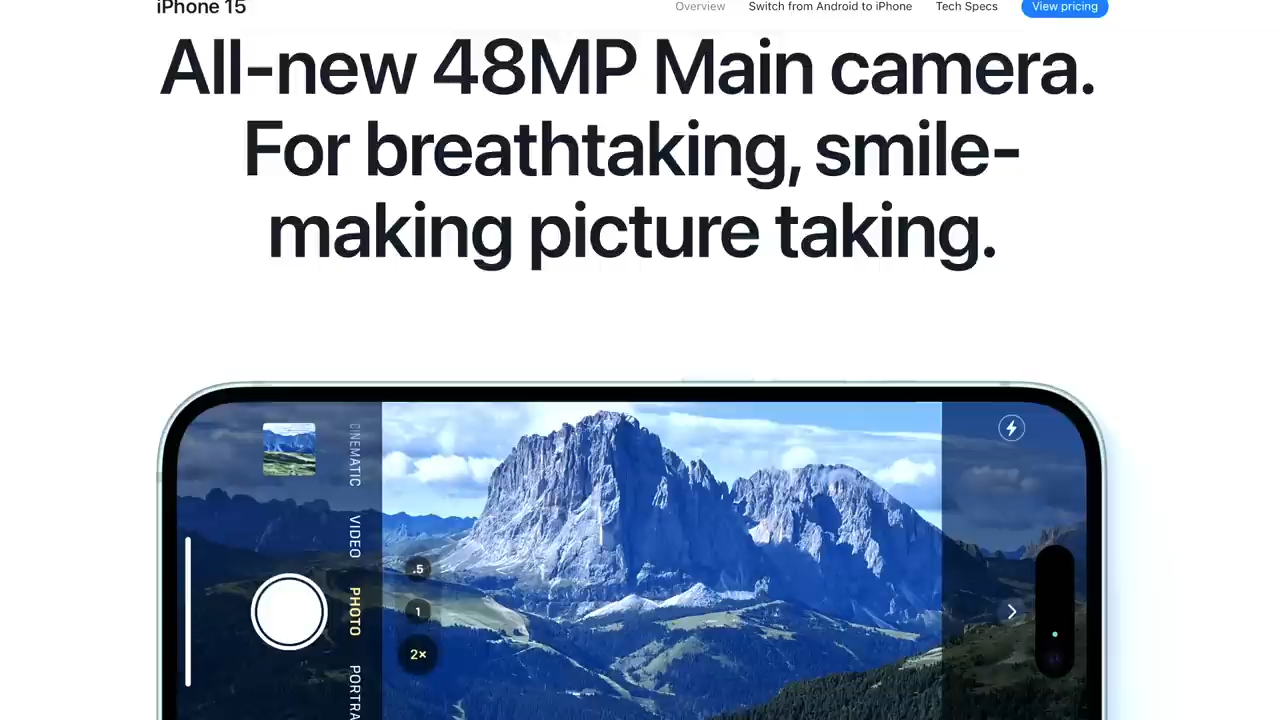 iPhone 15
Overview
Switch from Android to iPhone
Tech Specs
View pricing
All-new 48MP Main camera.
For breathtaking, smile-
making picture taking.
CINEMATIC
VIDEO
PHOTO
PORTRA
.5
1
2×